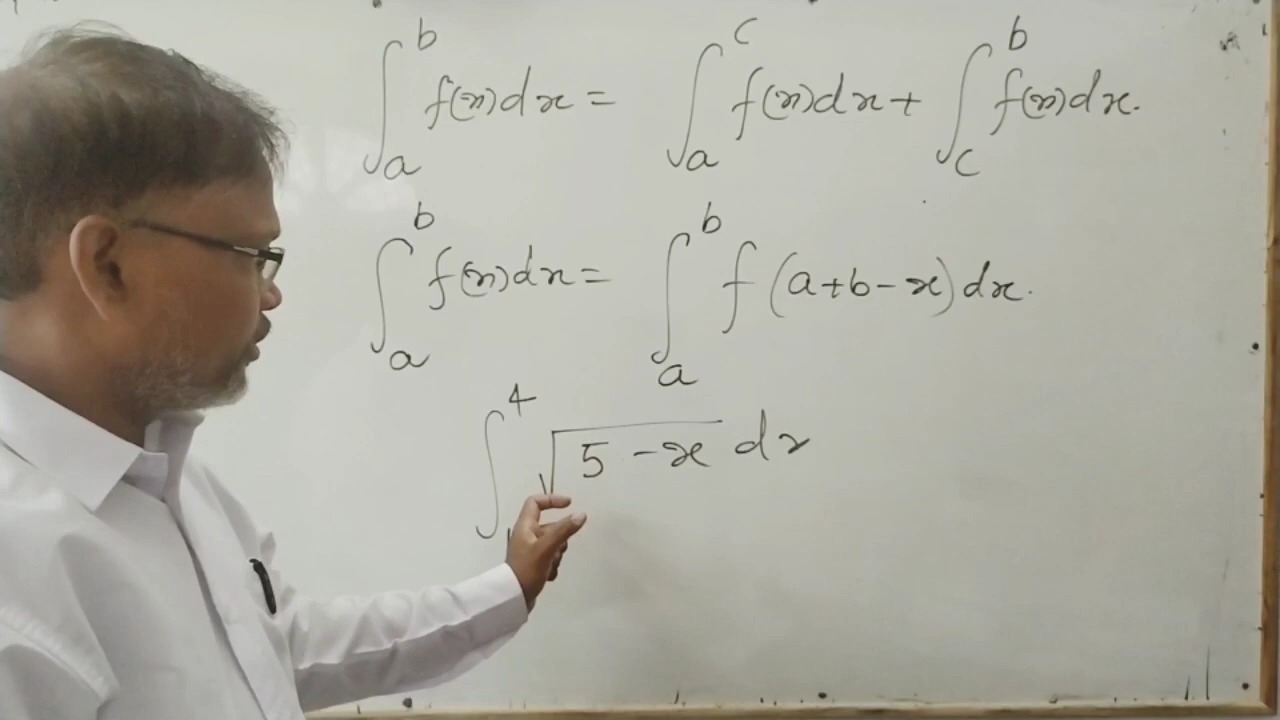 ∫_a^b f(x)dx = ∫_a^c f(x)dx + ∫_c^b f(x)dx.
∫_a^b f(x)dx = ∫_a^b f(a+b-x)dx.
∫^4 √(5-x) dx